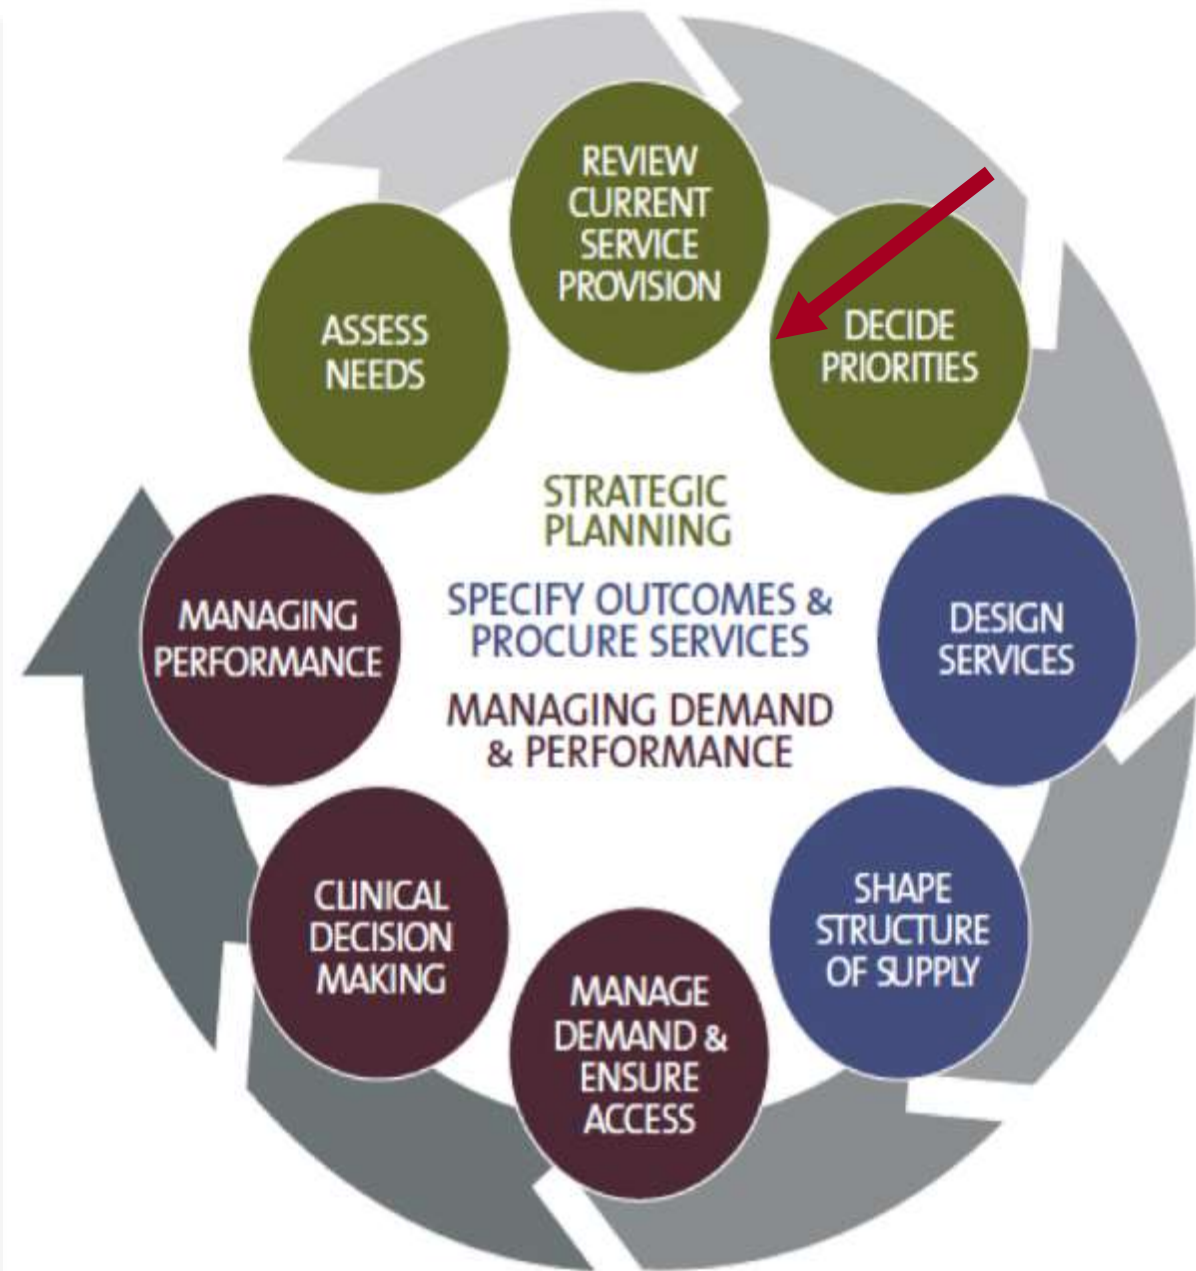 REVIEW
CURRENT
SERVICE
PROVISION
DECIDE
PRIORITIES
ASSESS
NEEDS
STRATEGIC
PLANNING
SPECIFY OUTCOMES &
PROCURE SERVICES
MANAGING DEMAND
& PERFORMANCE
DESIGN
SERVICES
MANAGING
PERFORMANCE
SHAPE
STRUCTURE
OF SUPPLY
CLINICAL
DECISION
MAKING
MANAGE
DEMAND &
ENSURE
ACCESS